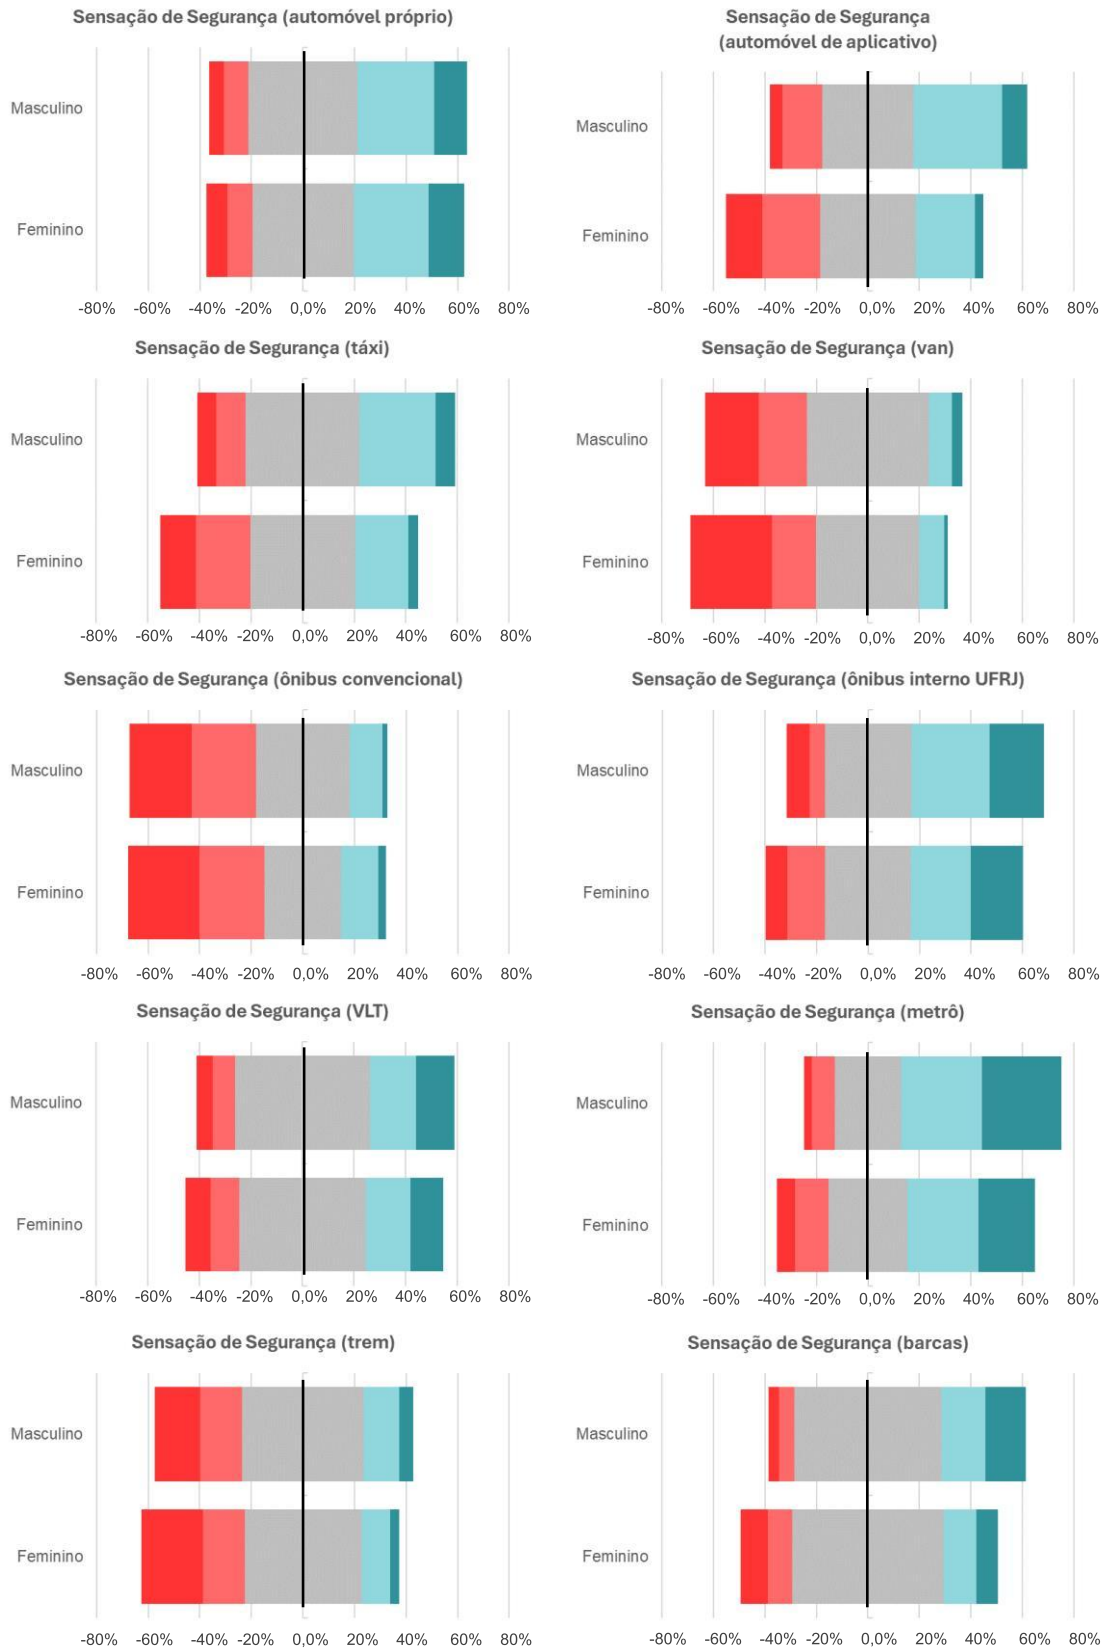 Sensação de Segurança (automóvel próprio)
Masculino
Feminino
-80% -60% -40% -20% 0,0% 20% 40% 60% 80%
Sensação de Segurança
(automóvel de aplicativo)
Masculino
Feminino
-80% -60% -40% -20% 0,0% 20% 40% 60% 80%
Sensação de Segurança (táxi)
Masculino
Feminino
-80% -60% -40% -20% 0,0% 20% 40% 60% 80%
Sensação de Segurança (van)
Masculino
Feminino
-80% -60% -40% -20% 0,0% 20% 40% 60% 80%
Sensação de Segurança (ônibus convencional)
Masculino
Feminino
-80% -60% -40% -20% 0,0% 20% 40% 60% 80%
Sensação de Segurança (ônibus interno UFRJ)
Masculino
Feminino
-80% -60% -40% -20% 0,0% 20% 40% 60% 80%
Sensação de Segurança (VLT)
Masculino
Feminino
-80% -60% -40% -20% 0,0% 20% 40% 60% 80%
Sensação de Segurança (metrô)
Masculino
Feminino
-80% -60% -40% -20% 0,0% 20% 40% 60% 80%
Sensação de Segurança (trem)
Masculino
Feminino
-80% -60% -40% -20% 0,0% 20% 40% 60% 80%
Sensação de Segurança (barcas)
Masculino
Feminino
-80% -60% -40% -20% 0,0% 20% 40% 60% 80%